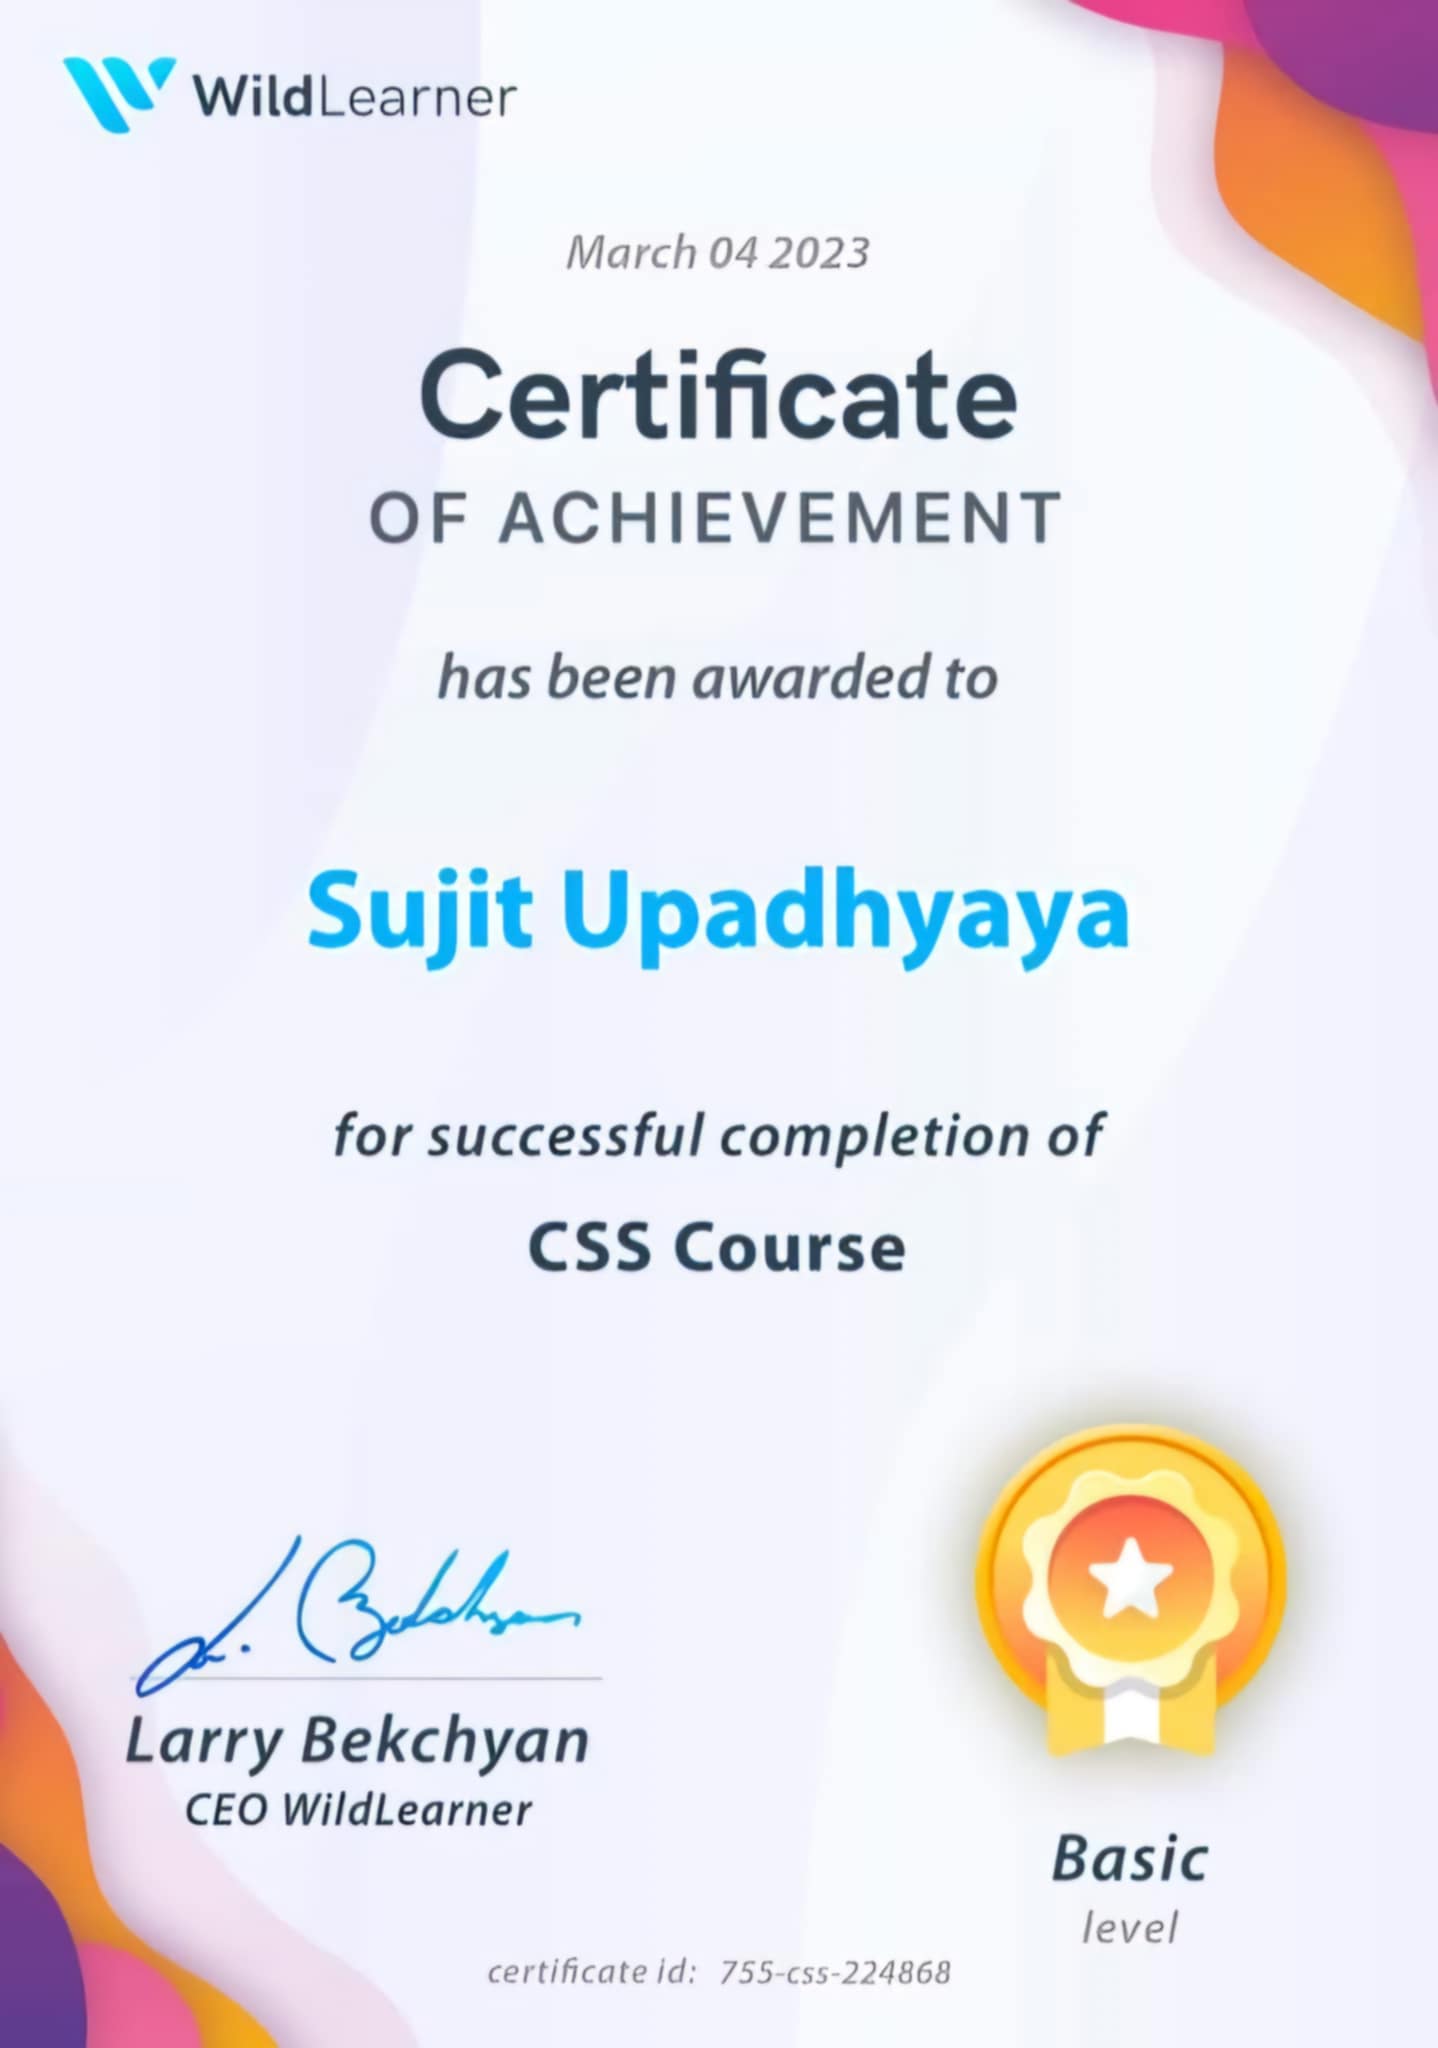 WildLearner
March 04 2023
Certificate
OF ACHIEVEMENT
has been awarded to
Sujit Upadhyaya
for successful completion of
CSS Course
Larry Bekchyan
CEO WildLearner
Basic
level
certificate id: 755-css-224868